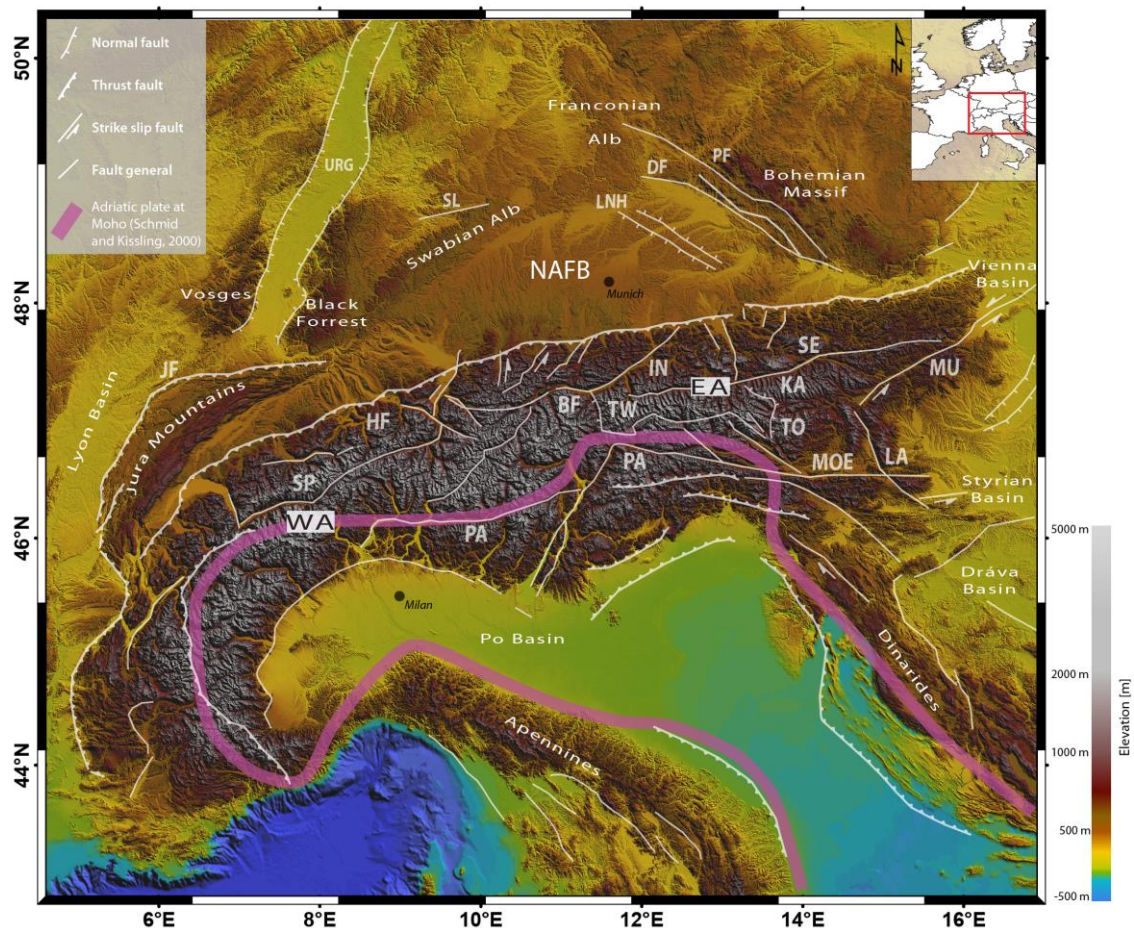 Normal fault
Thrust fault
Strike slip fault
Fault general
Adriatic plate at
Moho (Schmid
and Kissling, 2000)
N
50°N
48°N
46°N
44°N
Franconian
Alb
PF
DF
Bohemian
Massif
URG
SL
LNH
Swabian Alb
NAFB
Munich
Vosges
Black
Forrest
Vienna
Basin
JF
Lyon Basin
Jura Mountains
HF
SP
WA
BF
IN
TW
EA
SE
KA
TO
MU
PA
MOE
LA
PA
Styrian
Basin
Dráva
Basin
Milan
Po Basin
Dinarides
Apennines
5000 m
2000 m
1000 m
500 m
-500 m
Elevation [m]
6°E
8°E
10°E
12°E
14°E
16°E